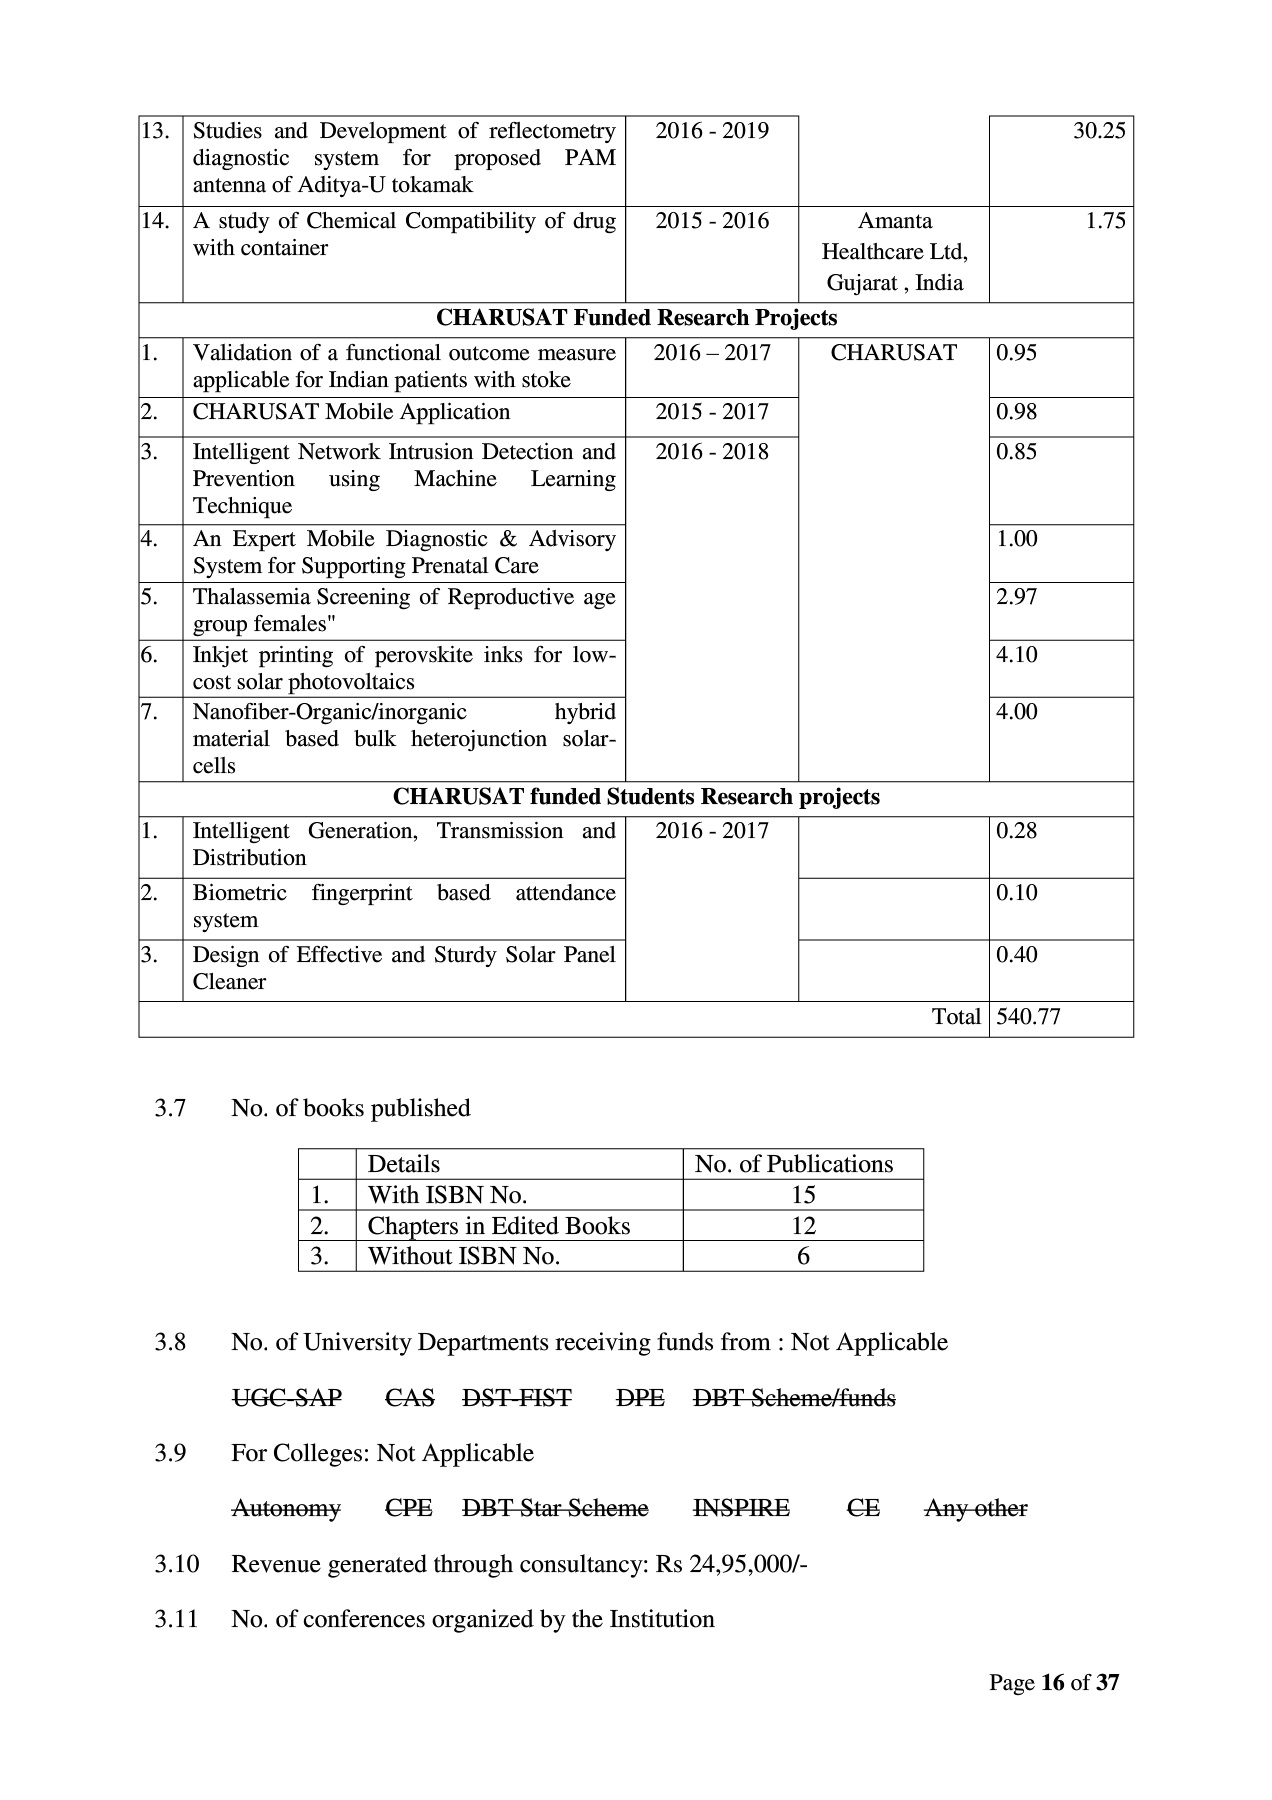 13. Studies and Development of reflectometry 2016 - 2019 30.25
diagnostic system for proposed PAM
antenna of Aditya-U tokamak
14. A study of Chemical Compatibility of drug 2015 - 2016 Amanta 1.75
with container Healthcare Ltd,
Gujarat , India
CHARUSAT Funded Research Projects
1. Validation of a functional outcome measure 2016 – 2017 CHARUSAT 0.95
applicable for Indian patients with stoke
2. CHARUSAT Mobile Application 2015 - 2017 0.98
3. Intelligent Network Intrusion Detection and 2016 - 2018 0.85
Prevention using Machine Learning
Technique
4. An Expert Mobile Diagnostic & Advisory 1.00
System for Supporting Prenatal Care
5. Thalassemia Screening of Reproductive age 2.97
group females"
6. Inkjet printing of perovskite inks for low- 4.10
cost solar photovoltaics
7. Nanofiber-Organic/inorganic hybrid 4.00
material based bulk heterojunction solar-
cells
CHARUSAT funded Students Research projects
1. Intelligent Generation, Transmission and 2016 - 2017 0.28
Distribution
2. Biometric fingerprint based attendance 0.10
system
3. Design of Effective and Sturdy Solar Panel 0.40
Cleaner
Total 540.77
3.7 No. of books published
Details No. of Publications
1. With ISBN No. 15
2. Chapters in Edited Books 12
3. Without ISBN No. 6
3.8 No. of University Departments receiving funds from : Not Applicable
UGC-SAP CAS DST-FIST DPE DBT Scheme/funds
3.9 For Colleges: Not Applicable
Autonomy CPE DBT Star Scheme INSPIRE CE Any other
3.10 Revenue generated through consultancy: Rs 24,95,000/-
3.11 No. of conferences organized by the Institution
Page 16 of 37